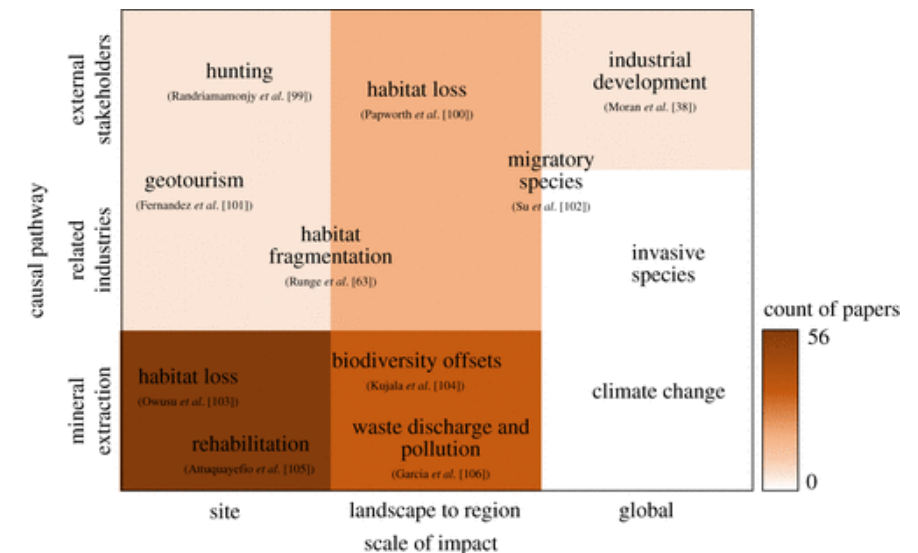 external
stakeholders
hunting
(Randriamamonjy et al. [99])
habitat loss
(Papworth et al. [100])
industrial
development
(Moran et al. [38])
migratory
species
(Su et al. [102])
geotourism
(Fernandez et al. [101])
causal pathway
related
industries
habitat
fragmentation
(Runge et al. [63])
invasive
species
count of papers
56
0
mineral
extraction
habitat loss
(Owusu et al. [103])
biodiversity offsets
(Kujala et al. [104])
climate change
rehabilitation
(Attuquayefio et al. [105])
waste discharge and
pollution
(Garcia et al. [106])
site
landscape to region
global
scale of impact